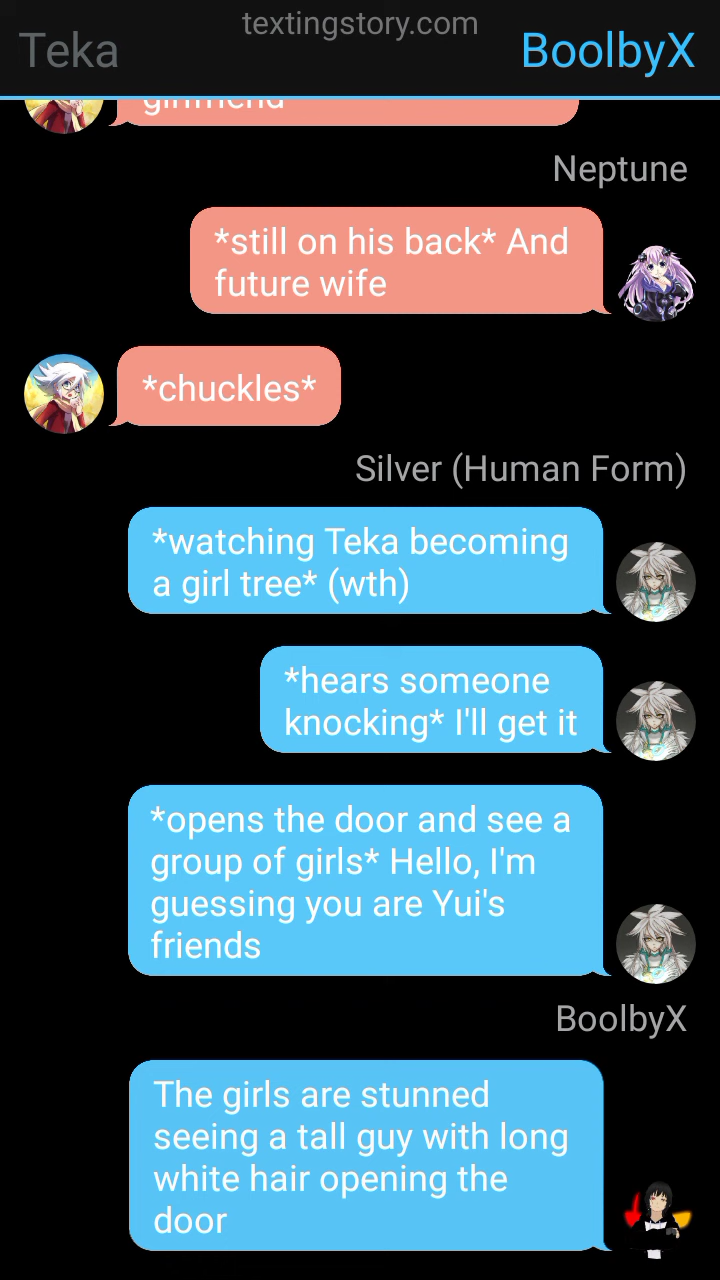 textingstory.com
Teka
BoolbyX
girlfriend
Neptune
*still on his back* And
future wife
*chuckles*
Silver (Human Form)
*watching Teka becoming
a girl tree* (wth)
*hears someone
knocking* I'll get it
*opens the door and see a
group of girls* Hello, I'm
guessing you are Yui's
friends
BoolbyX
The girls are stunned
seeing a tall guy with long
white hair opening the
door